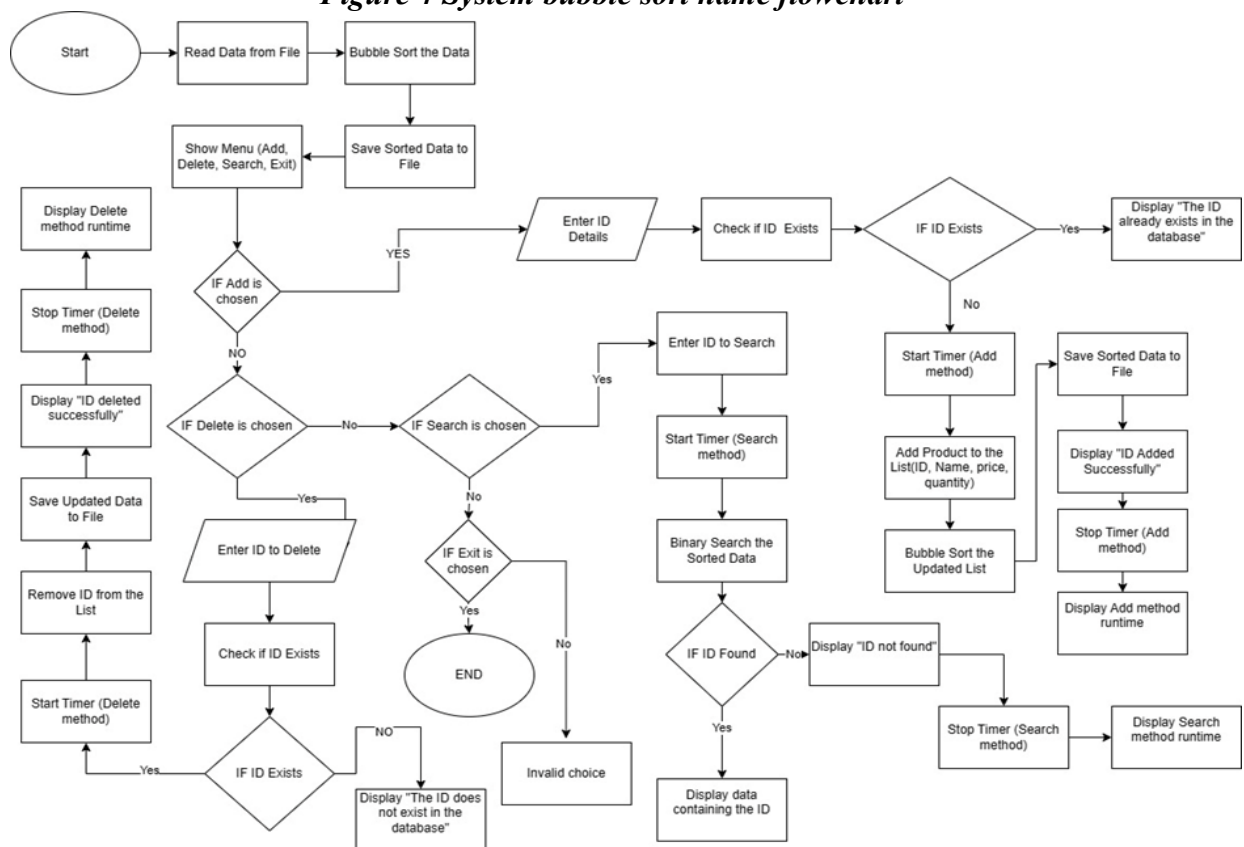 Figure 4 System bubble sort name flowchart
Start
Read Data from File
Bubble Sort the Data
Show Menu (Add,
Delete, Search, Exit)
Save Sorted Data to
File
Display Delete
method runtime
Enter ID
Details
Check if ID Exists
IF ID Exists
Yes
Display "The ID
already exists in the
database"
YES
IF Add is
chosen
No
Stop Timer (Delete
method)
NO
Enter ID to Search
Start Timer (Add
method)
Save Sorted Data to
File
Yes
Display "ID deleted
successfully"
IF Delete is chosen
No
IF Search is chosen
Start Timer (Search
method)
Add Product to the
List(ID, Name, price,
quantity)
Display "ID Added
Successfully"
Yes
No
Save Updated Data
to File
Enter ID to Delete
IF Exit is
chosen
Binary Search the
Sorted Data
Bubble Sort the
Updated List
Stop Timer (Add
method)
Remove ID from the
List
Yes
No
Display Add method
runtime
Check if ID Exists
END
IF ID Found
No
Display "ID not found"
Start Timer (Delete
method)
Stop Timer (Search
method)
Display Search
method runtime
Yes
NO
Yes
IF ID Exists
Invalid choice
Display "The ID does
not exist in the
database"
Display data
containing the ID